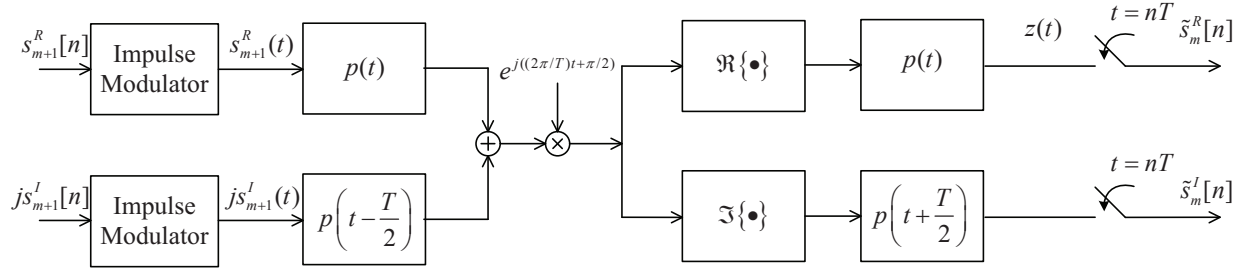 s^R_{m+1}[n]
Impulse
Modulator
s^R_{m+1}(t)
p(t)
e^{j((2π/T)t+π/2)}
ℜ{•}
p(t)
z(t)
t = nT
s̃^R_m[n]
+
×
js^I_{m+1}[n]
Impulse
Modulator
js^I_{m+1}(t)
p(t − T/2)
ℑ{•}
p(t + T/2)
t = nT
s̃^I_m[n]